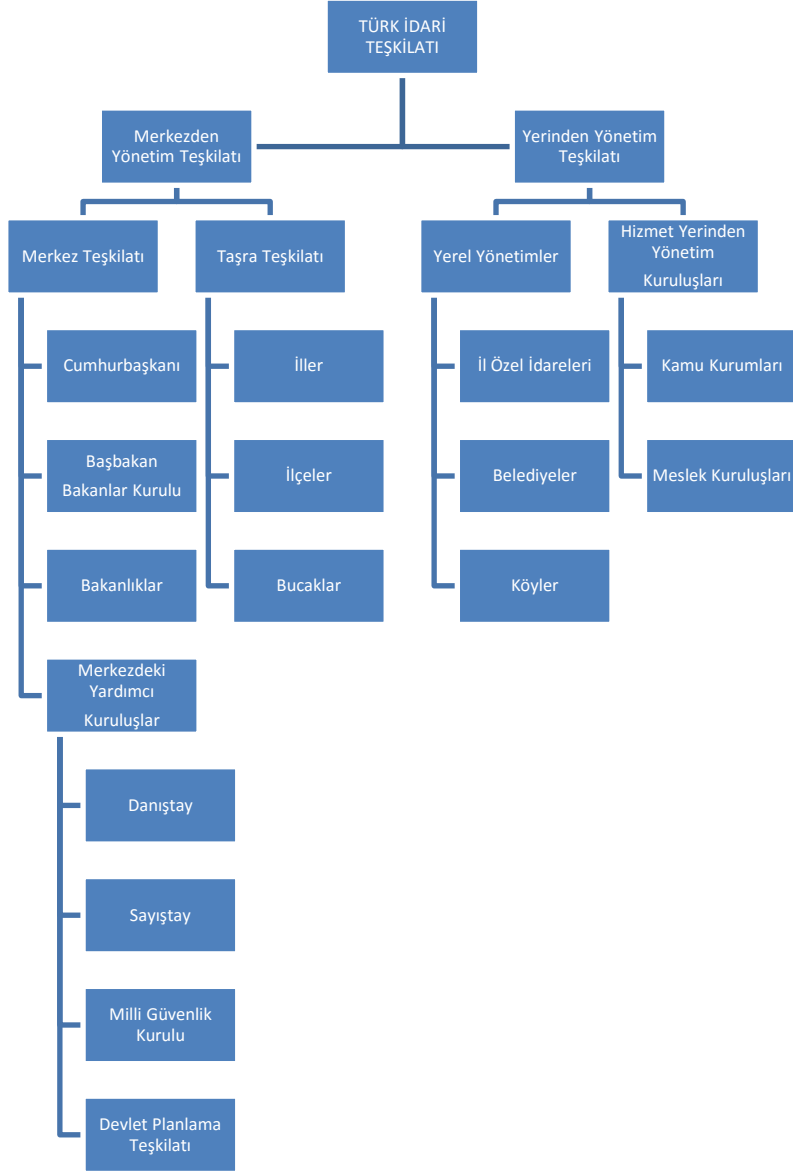 TÜRK İDARİ
TEŞKİLATI
Merkezden
Yönetim Teşkilatı
Yerinden Yönetim
Teşkilatı
Merkez Teşkilatı
Taşra Teşkilatı
Yerel Yönetimler
Hizmet Yerinden
Yönetim
Kuruluşları
Cumhurbaşkanı
İller
İl Özel İdareleri
Kamu Kurumları
Başbakan
Bakanlar Kurulu
İlçeler
Belediyeler
Meslek Kuruluşları
Bakanlıklar
Bucaklar
Köyler
Merkezdeki
Yardımcı
Kuruluşlar
Danıştay
Sayıştay
Milli Güvenlik
Kurulu
Devlet Planlama
Teşkilatı